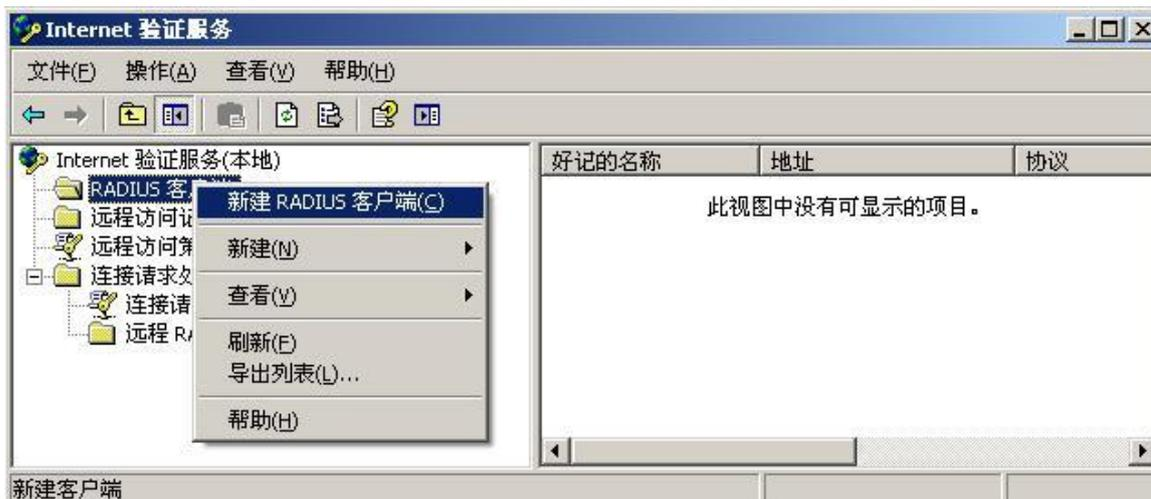 Internet 验证服务
文件(F) 操作(A) 查看(V) 帮助(H)
Internet 验证服务(本地)
RADIUS 客
远程访问记
远程访问策
连接请求处
连接请
远程 RA
新建 RADIUS 客户端(C)
新建(N)
查看(V)
刷新(F)
导出列表(L)...
帮助(H)
好记的名称 地址 协议
此视图中没有可显示的项目。
新建客户端